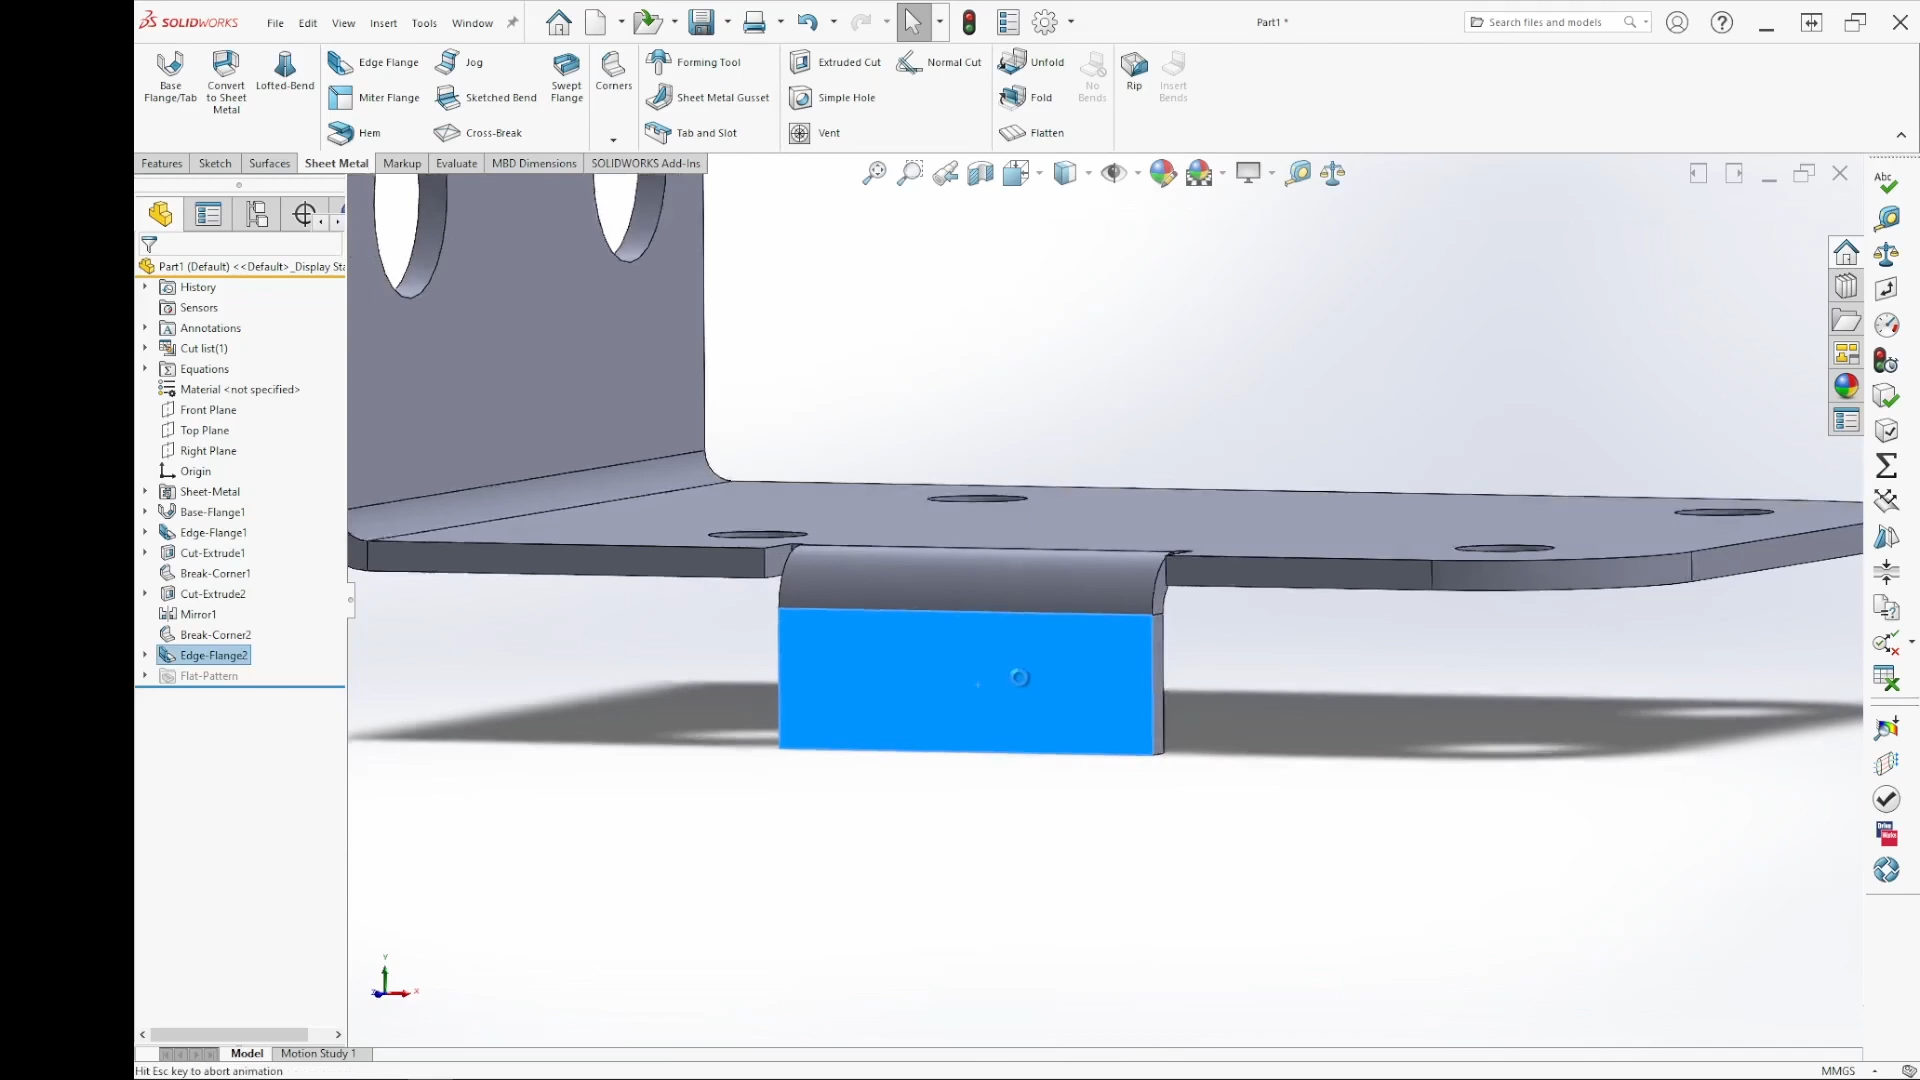 SOLIDWORKS File Edit View Insert Tools Window Part1 * Search files and models
Base Flange/Tab
Convert to Sheet Metal
Lofted-Bend
Edge Flange
Miter Flange
Hem
Jog
Sketched Bend
Cross-Break
Swept Flange
Corners
Forming Tool
Sheet Metal Gusset
Tab and Slot
Extruded Cut
Simple Hole
Vent
Normal Cut
Unfold
Fold
Flatten
No Bends
Rip
Insert Bends
Features Sketch Surfaces Sheet Metal Markup Evaluate MBD Dimensions SOLIDWORKS Add-Ins
Abc
Part1 (Default) <<Default>_Display Sta
History
Sensors
Annotations
Cut list(1)
Equations
Material <not specified>
Front Plane
Top Plane
Right Plane
Origin
Sheet-Metal
Base-Flange1
Edge-Flange1
Cut-Extrude1
Break-Corner1
Cut-Extrude2
Mirror1
Break-Corner2
Edge-Flange2
Flat-Pattern
Y
X
Z
Model Motion Study 1
Hit Esc key to abort animation MMGS